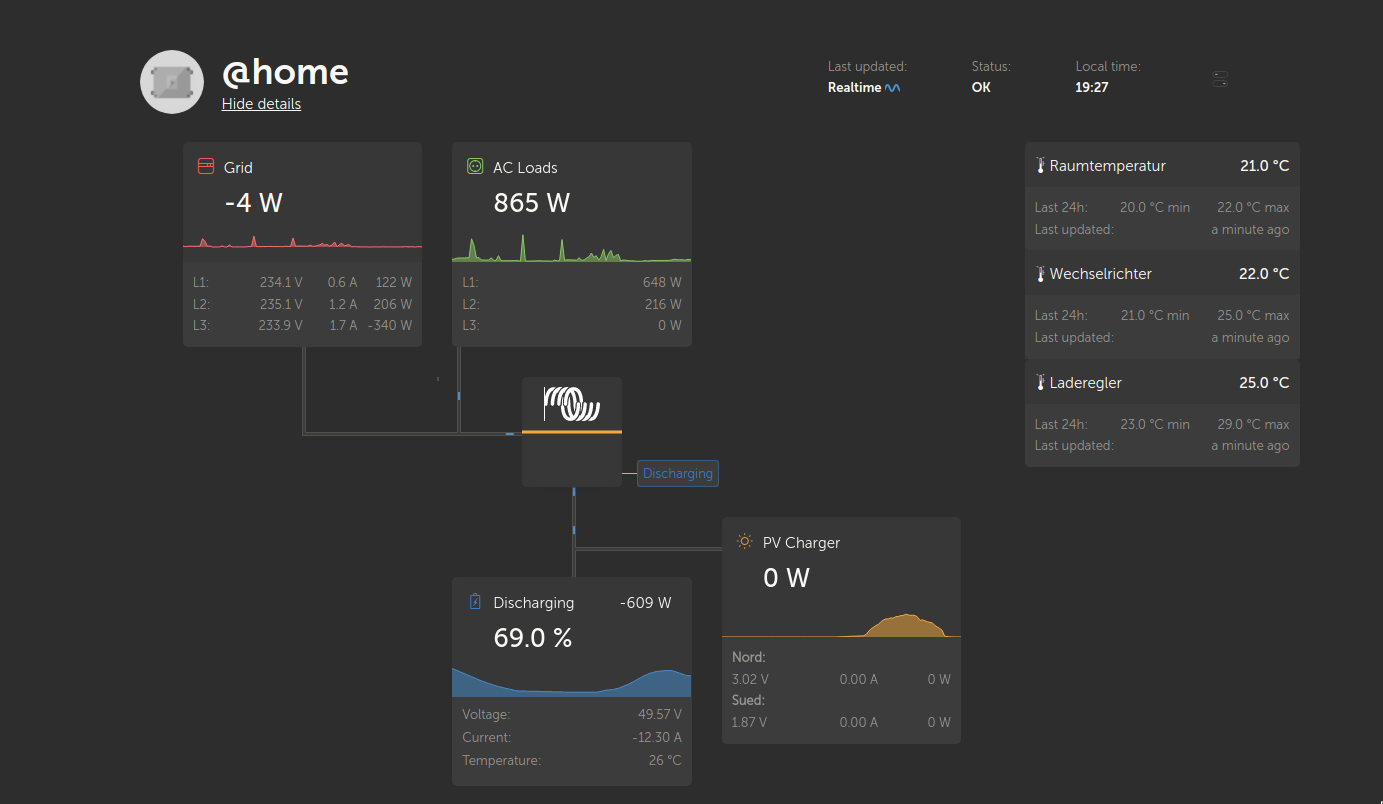 @home
Hide details
Last updated: Status: Local time:
Realtime OK 19:27
Grid
-4 W
L1: 234.1 V 0.6 A 122 W
L2: 235.1 V 1.2 A 206 W
L3: 233.9 V 1.7 A -340 W
AC Loads
865 W
L1: 648 W
L2: 216 W
L3: 0 W
Raumtemperatur 21.0 °C
Last 24h: 20.0 °C min 22.0 °C max
Last updated: a minute ago
Wechselrichter 22.0 °C
Last 24h: 21.0 °C min 25.0 °C max
Last updated: a minute ago
Laderegler 25.0 °C
Last 24h: 23.0 °C min 29.0 °C max
Last updated: a minute ago
Discharging
Discharging -609 W
69.0 %
Voltage: 49.57 V
Current: -12.30 A
Temperature: 26 °C
PV Charger
0 W
Nord:
3.02 V 0.00 A 0 W
Sued:
1.87 V 0.00 A 0 W